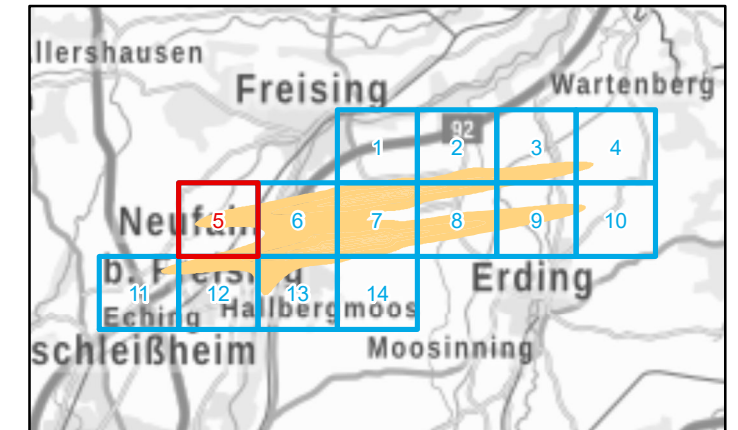 llershausen
Freising
Wartenberg
92
1
2
3
4
5
6
7
8
9
10
Erding
11
12
13
14
Eching
Hallbergmoos
schleißheim
Moosinning